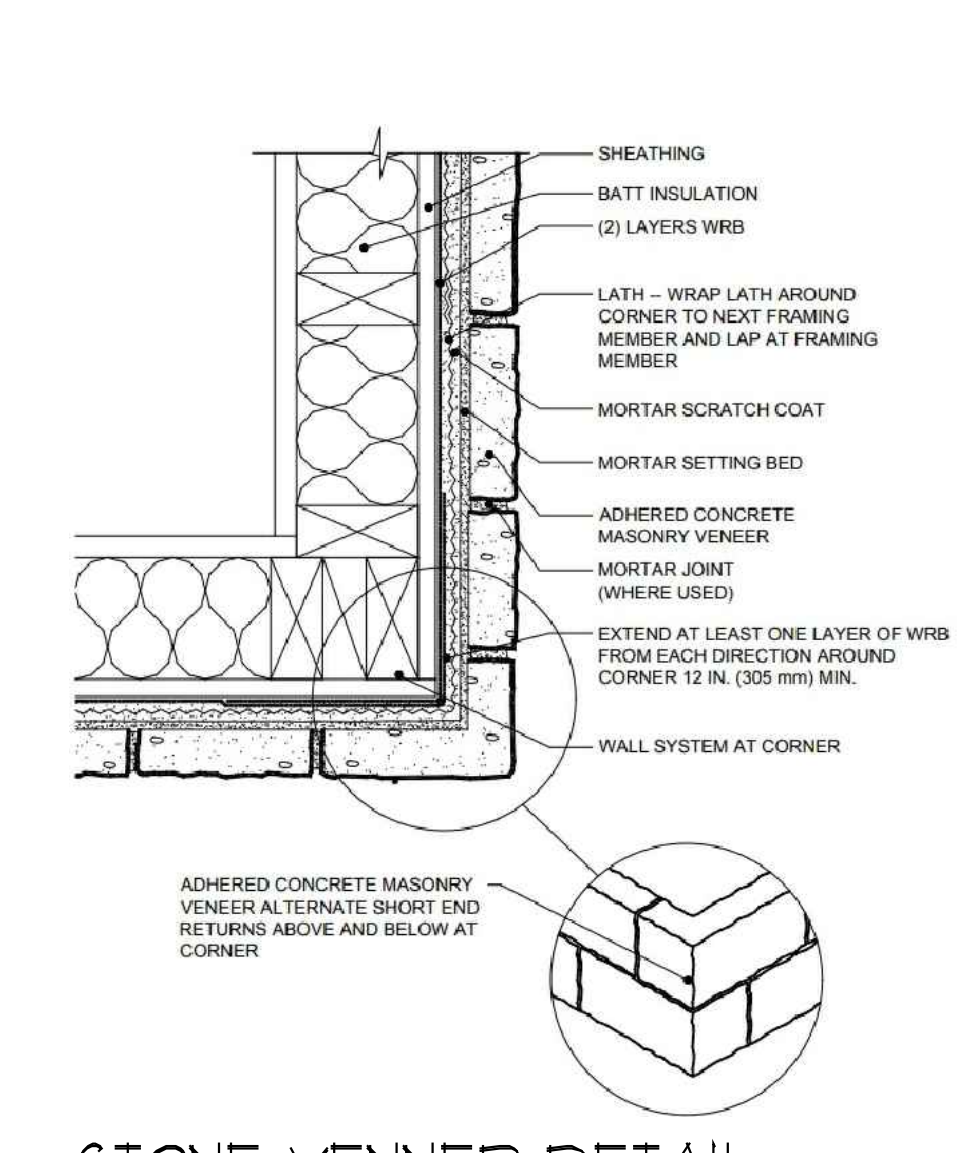 SHEATHING
BATT INSULATION
(2) LAYERS WRB
LATH – WRAP LATH AROUND
CORNER TO NEXT FRAMING
MEMBER AND LAP AT FRAMING
MEMBER
MORTAR SCRATCH COAT
MORTAR SETTING BED
ADHERED CONCRETE
MASONRY VENEER
MORTAR JOINT
(WHERE USED)
EXTEND AT LEAST ONE LAYER OF WRB
FROM EACH DIRECTION AROUND
CORNER 12 IN. (305 mm) MIN.
WALL SYSTEM AT CORNER
ADHERED CONCRETE MASONRY
VENEER ALTERNATE SHORT END
RETURNS ABOVE AND BELOW AT
CORNER
STONE VENNER DETAIL